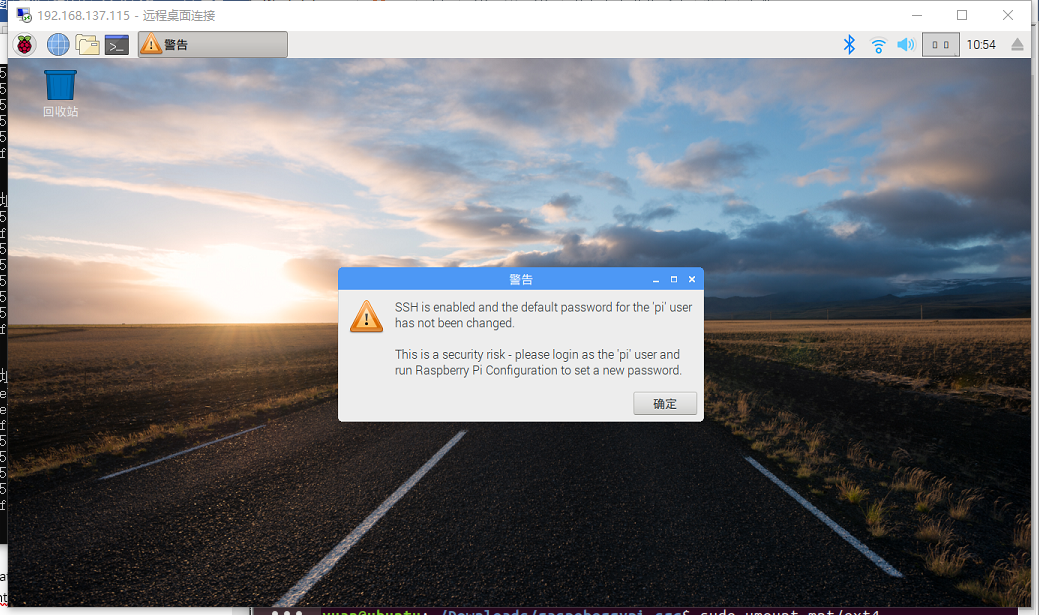 192.168.137.115 - 远程桌面连接
警告
10:54
回收站
警告
SSH is enabled and the default password for the 'pi' user
has not been changed.
This is a security risk - please login as the 'pi' user and
run Raspberry Pi Configuration to set a new password.
确定